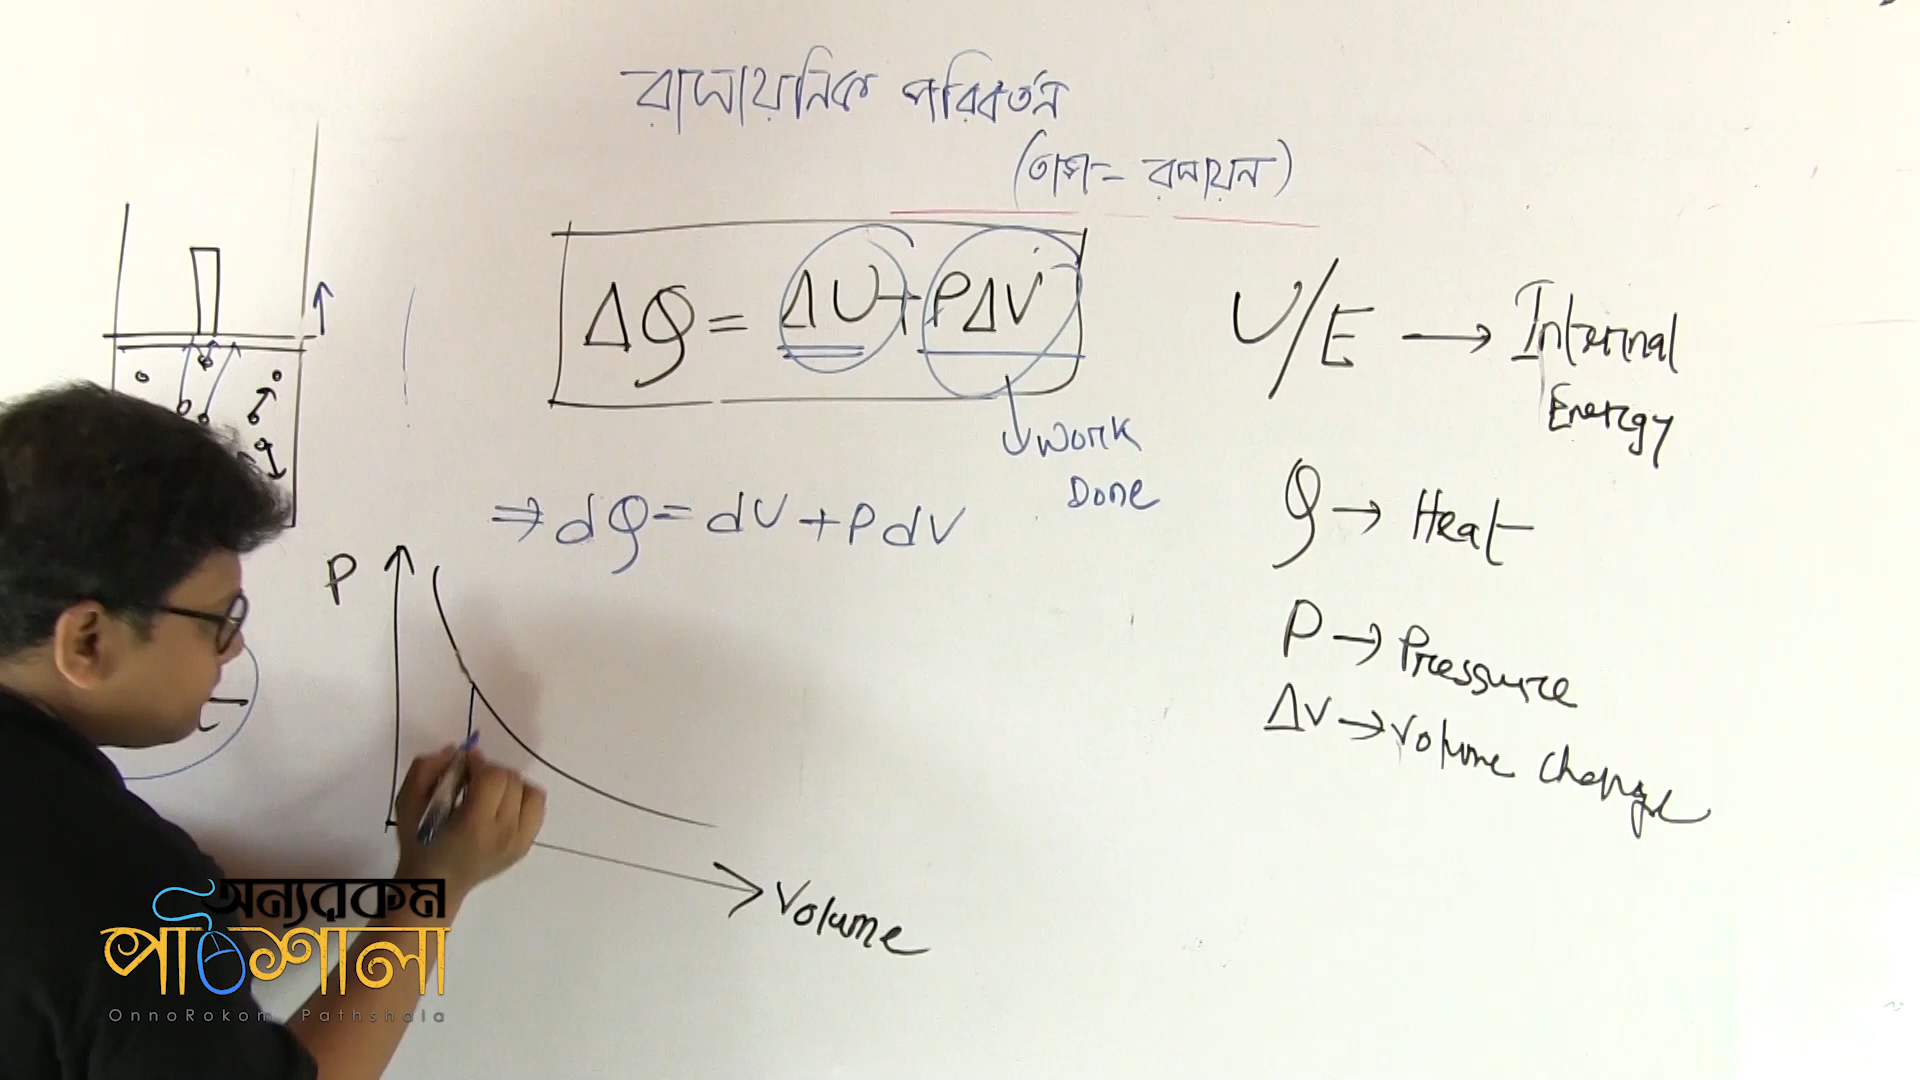 রাসায়নিক পরিবর্তন
(তাপ- রসায়ন)
ΔQ = ΔU + PΔV
Work
Done
⇒ dQ = dU + PdV
P
Volume
U/E → Internal
Energy
Q → Heat
P → Pressure
ΔV → Volume Change
অন্যরকম
পাঠশালা
OnnoRokom Pathshala